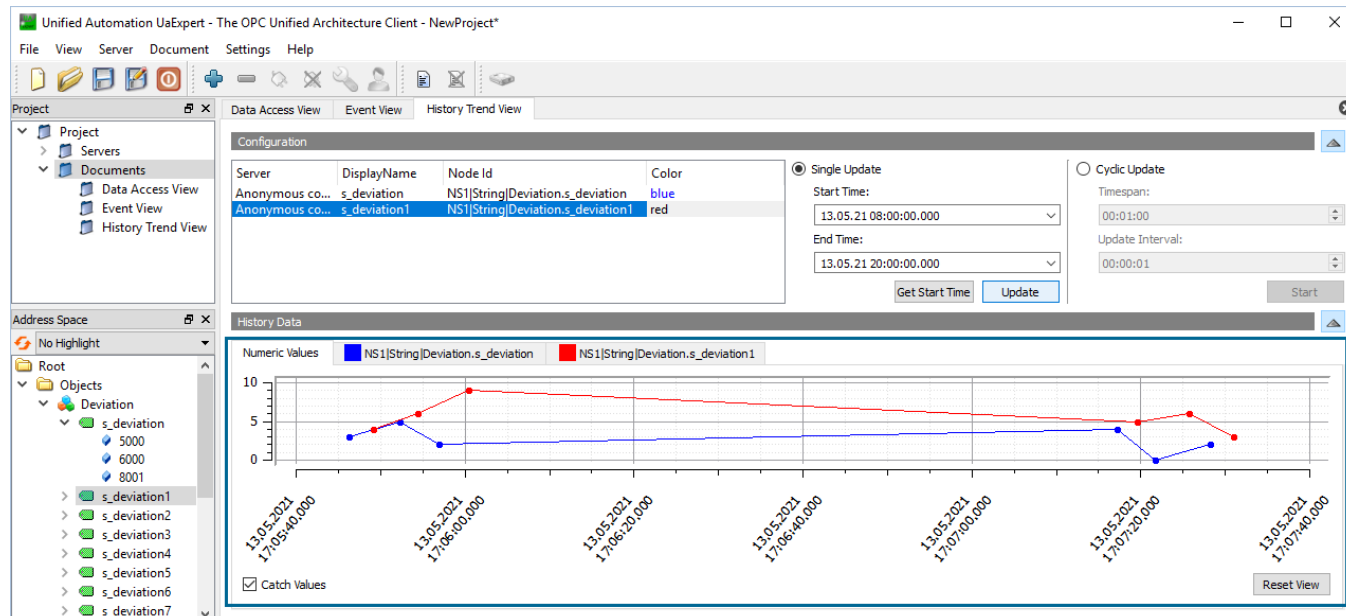 Unified Automation UaExpert - The OPC Unified Architecture Client - NewProject*
File View Server Document Settings Help
Project
Project
Servers
Documents
Data Access View
Event View
History Trend View
Data Access View Event View History Trend View
Configuration
Server DisplayName Node Id Color
Anonymous co... s_deviation NS1|String|Deviation.s_deviation blue
Anonymous co... s_deviation1 NS1|String|Deviation.s_deviation1 red
Single Update
Start Time:
13.05.21 08:00:00.000
End Time:
13.05.21 20:00:00.000
Get Start Time Update
Cyclic Update
Timespan:
00:01:00
Update Interval:
00:00:01
Start
Address Space
No Highlight
Root
Objects
Deviation
s_deviation
5000
6000
8001
s_deviation1
s_deviation2
s_deviation3
s_deviation4
s_deviation5
s_deviation6
s_deviation7
History Data
Numeric Values NS1|String|Deviation.s_deviation NS1|String|Deviation.s_deviation1
10
5
0
13.05.2021
17:05:40.000
13.05.2021
17:06:00.000
13.05.2021
17:06:20.000
13.05.2021
17:06:40.000
13.05.2021
17:07:00.000
13.05.2021
17:07:20.000
13.05.2021
17:07:40.000
Catch Values
Reset View